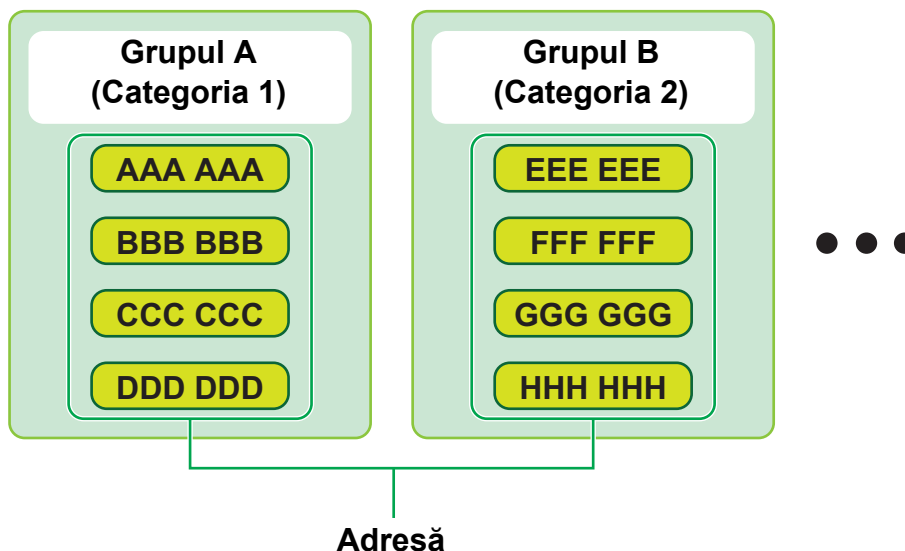 Grupul A
(Categoria 1)
AAA AAA
BBB BBB
CCC CCC
DDD DDD
Grupul B
(Categoria 2)
EEE EEE
FFF FFF
GGG GGG
HHH HHH
Adresă